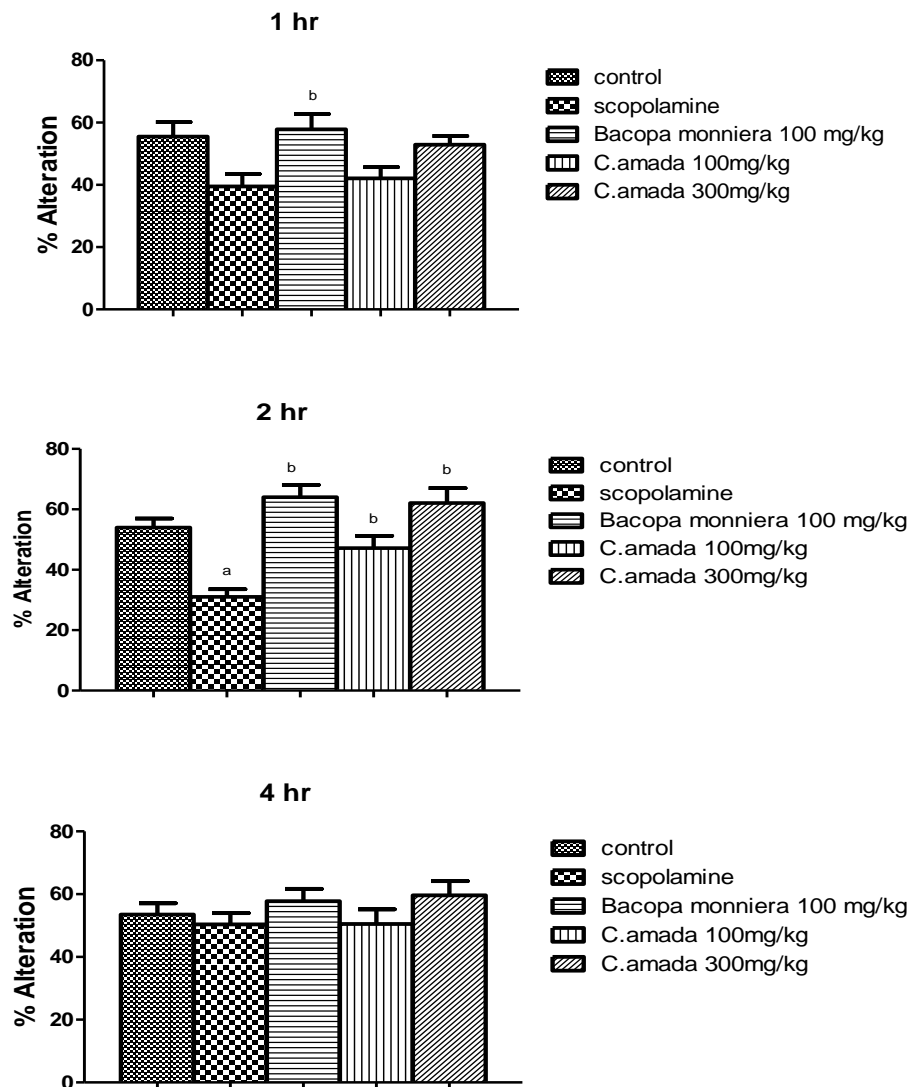 1 hr
% Alteration
80
60
40
20
0
b
control
scopolamine
Bacopa monniera 100 mg/kg
C.amada 100mg/kg
C.amada 300mg/kg
2 hr
% Alteration
80
60
40
20
0
a
b
b
b
control
scopolamine
Bacopa monniera 100 mg/kg
C.amada 100mg/kg
C.amada 300mg/kg
4 hr
% Alteration
80
60
40
20
0
control
scopolamine
Bacopa monniera 100 mg/kg
C.amada 100mg/kg
C.amada 300mg/kg